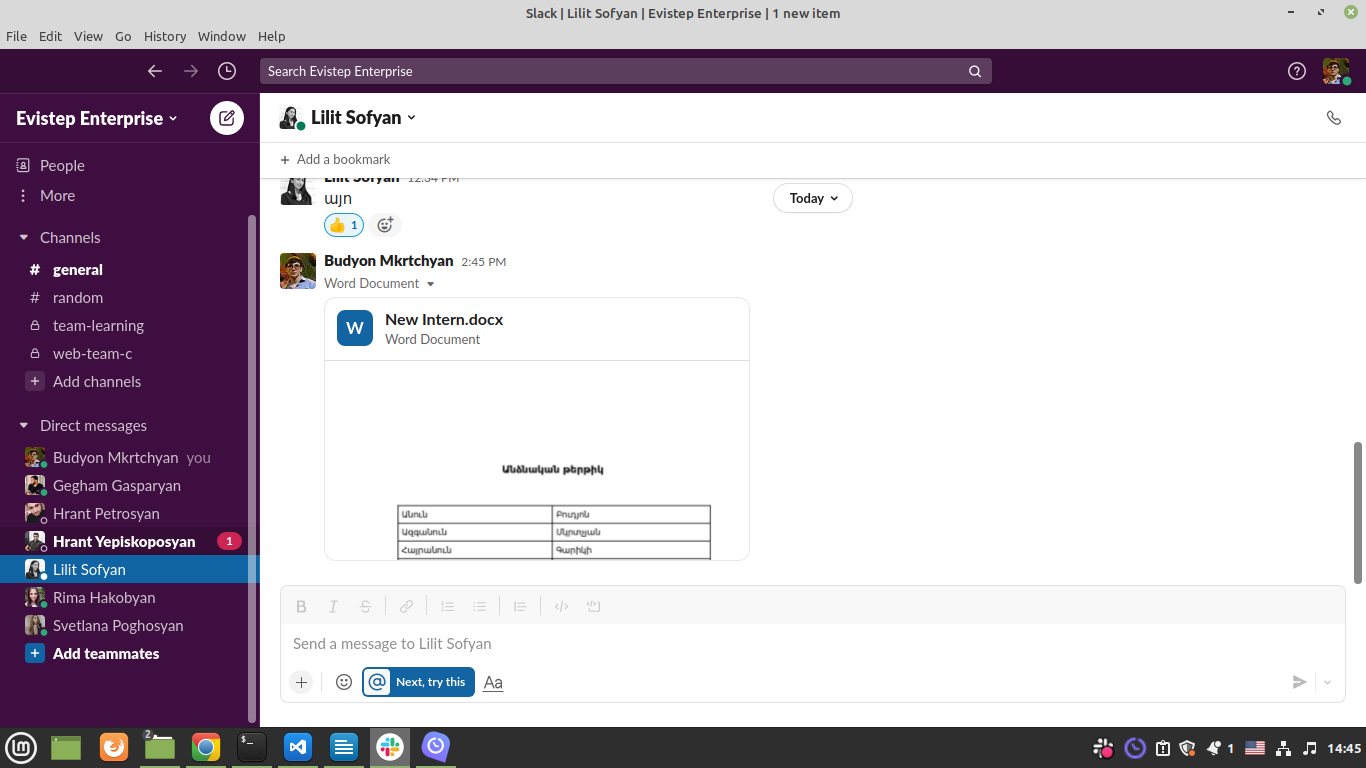 Slack | Lilit Sofyan | Evistep Enterprise | 1 new item
File Edit View Go History Window Help
Search Evistep Enterprise
Evistep Enterprise
Lilit Sofyan
Add a bookmark
People
More
Channels
# general
# random
team-learning
web-team-c
+ Add channels
Direct messages
Budyon Mkrtchyan you
Gegham Gasparyan
Hrant Petrosyan
Hrant Yepiskoposyan 1
Lilit Sofyan
Rima Hakobyan
Svetlana Poghosyan
+ Add teammates
Lilit Sofyan 12:34 PM
այո
1
Today
Budyon Mkrtchyan 2:45 PM
Word Document
W
New Intern.docx
Word Document
Անձնական թերթիկ
Անուն Բուդյոն
Ազգանուն Մկրտչյան
Հայրանուն Գարիկի
B I S
Send a message to Lilit Sofyan
@ Next, try this Aa
2
$_
1
14:45